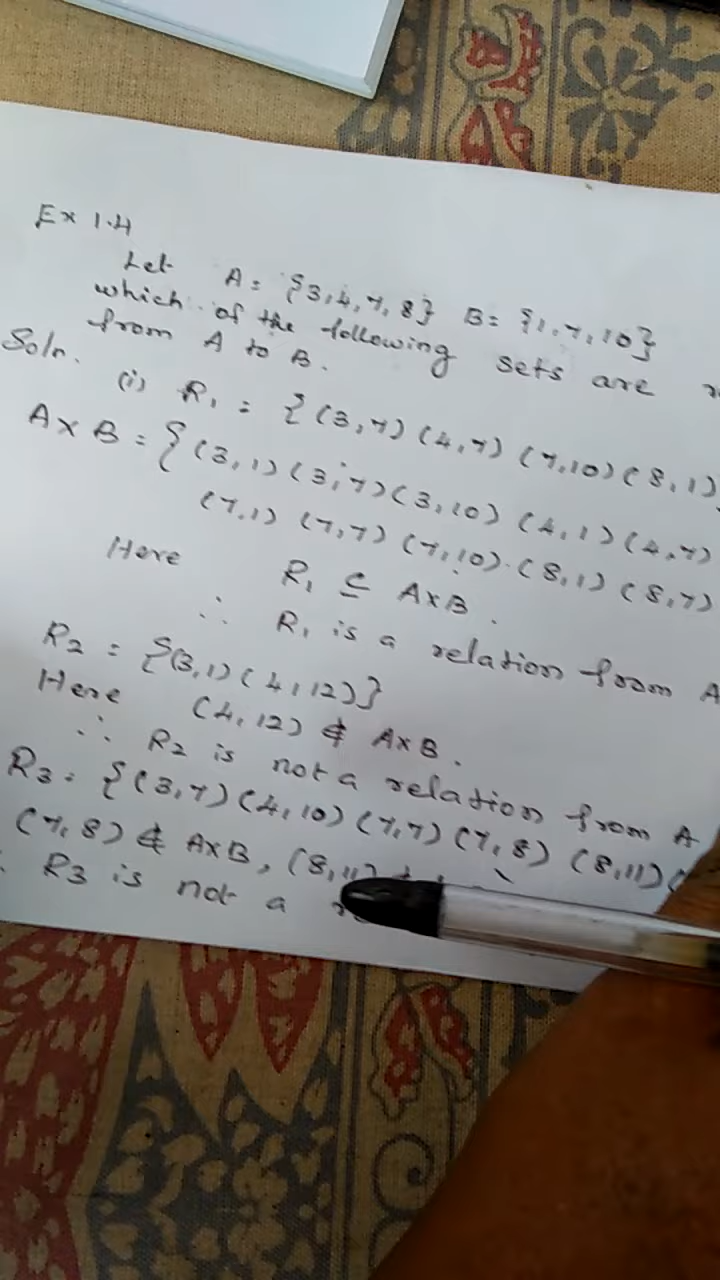 Ex 1.4
Let A = {3,4,7,8} B = {1,7,10}
which of the following sets are
from A to B.
Soln. (i) R₁ = {(3,7) (4,7) (7,10) (8,1)}
A x B = {(3,1) (3,7) (3,10) (4,1) (4,7)
(7,1) (7,7) (7,10) (8,1) (8,7)
Here R₁ ⊆ AxB.
∴ R₁ is a relation from A
R₂ = {(3,1) (4,12)}
Here (4,12) ∉ AxB.
∴ R₂ is not a relation from A
R₃ = {(3,7) (4,10) (7,7) (7,8) (8,11) (
(7,8) ∉ AxB, (8,11)
R₃ is not a